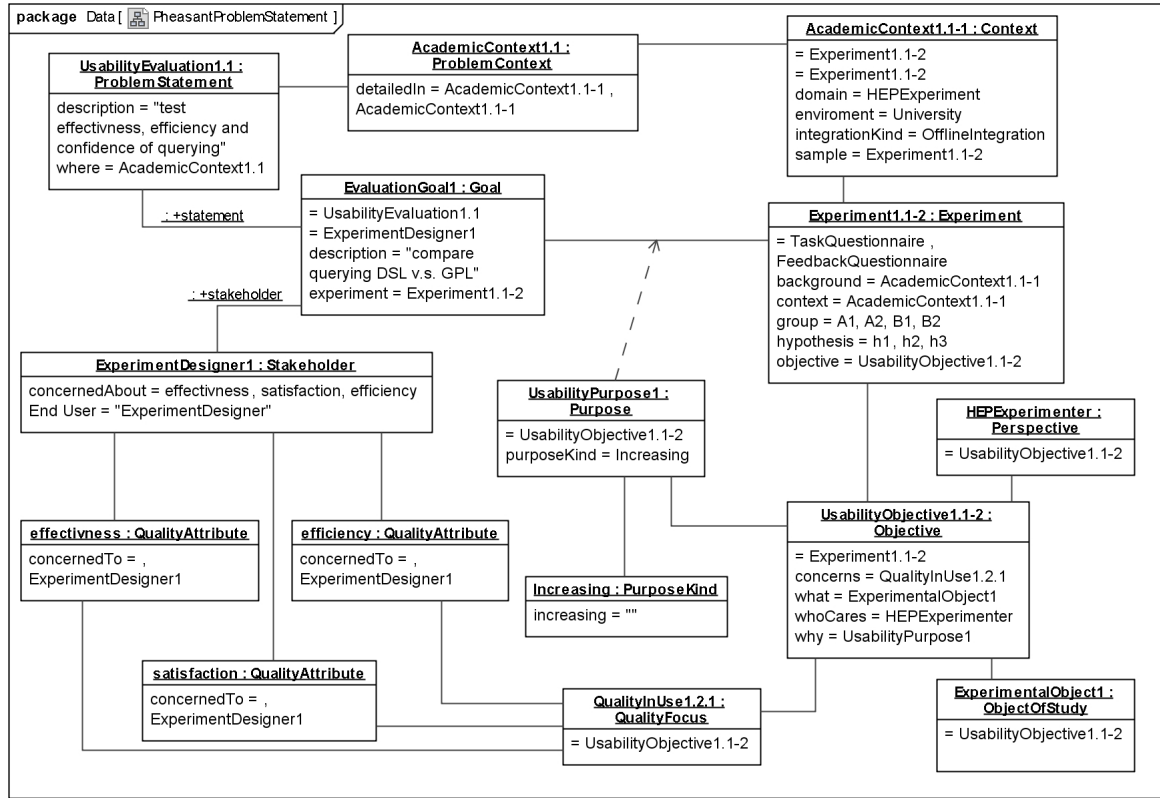 package Data [ PheasantProblemStatement ]
UsabilityEvaluation1.1 :
ProblemStatement
description = "test
effectivness, efficiency and
confidence of querying"
where = AcademicContext1.1
AcademicContext1.1 :
ProblemContext
detailedIn = AcademicContext1.1-1 ,
AcademicContext1.1-1
AcademicContext1.1-1 : Context
= Experiment1.1-2
= Experiment1.1-2
domain = HEPExperiment
enviroment = University
integrationKind = OfflineIntegration
sample = Experiment1.1-2
: +statement
EvaluationGoal1 : Goal
= UsabilityEvaluation1.1
= ExperimentDesigner1
description = "compare
querying DSL v.s. GPL"
experiment = Experiment1.1-2
: +stakeholder
Experiment1.1-2 : Experiment
= TaskQuestionnaire ,
FeedbackQuestionnaire
background = AcademicContext1.1-1
context = AcademicContext1.1-1
group = A1, A2, B1, B2
hypothesis = h1, h2, h3
objective = UsabilityObjective1.1-2
ExperimentDesigner1 : Stakeholder
concernedAbout = effectivness, satisfaction, efficiency
End User = "ExperimentDesigner"
UsabilityPurpose1 :
Purpose
= UsabilityObjective1.1-2
purposeKind = Increasing
HEPExperimenter :
Perspective
= UsabilityObjective1.1-2
effectivness : QualityAttribute
concernedTo = ,
ExperimentDesigner1
efficiency : QualityAttribute
concernedTo = ,
ExperimentDesigner1
Increasing : PurposeKind
increasing = ""
UsabilityObjective1.1-2 :
Objective
= Experiment1.1-2
concerns = QualityInUse1.2.1
what = ExperimentalObject1
whoCares = HEPExperimenter
why = UsabilityPurpose1
satisfaction : QualityAttribute
concernedTo = ,
ExperimentDesigner1
QualityInUse1.2.1 :
QualityFocus
= UsabilityObjective1.1-2
ExperimentalObject1 :
ObjectOfStudy
= UsabilityObjective1.1-2